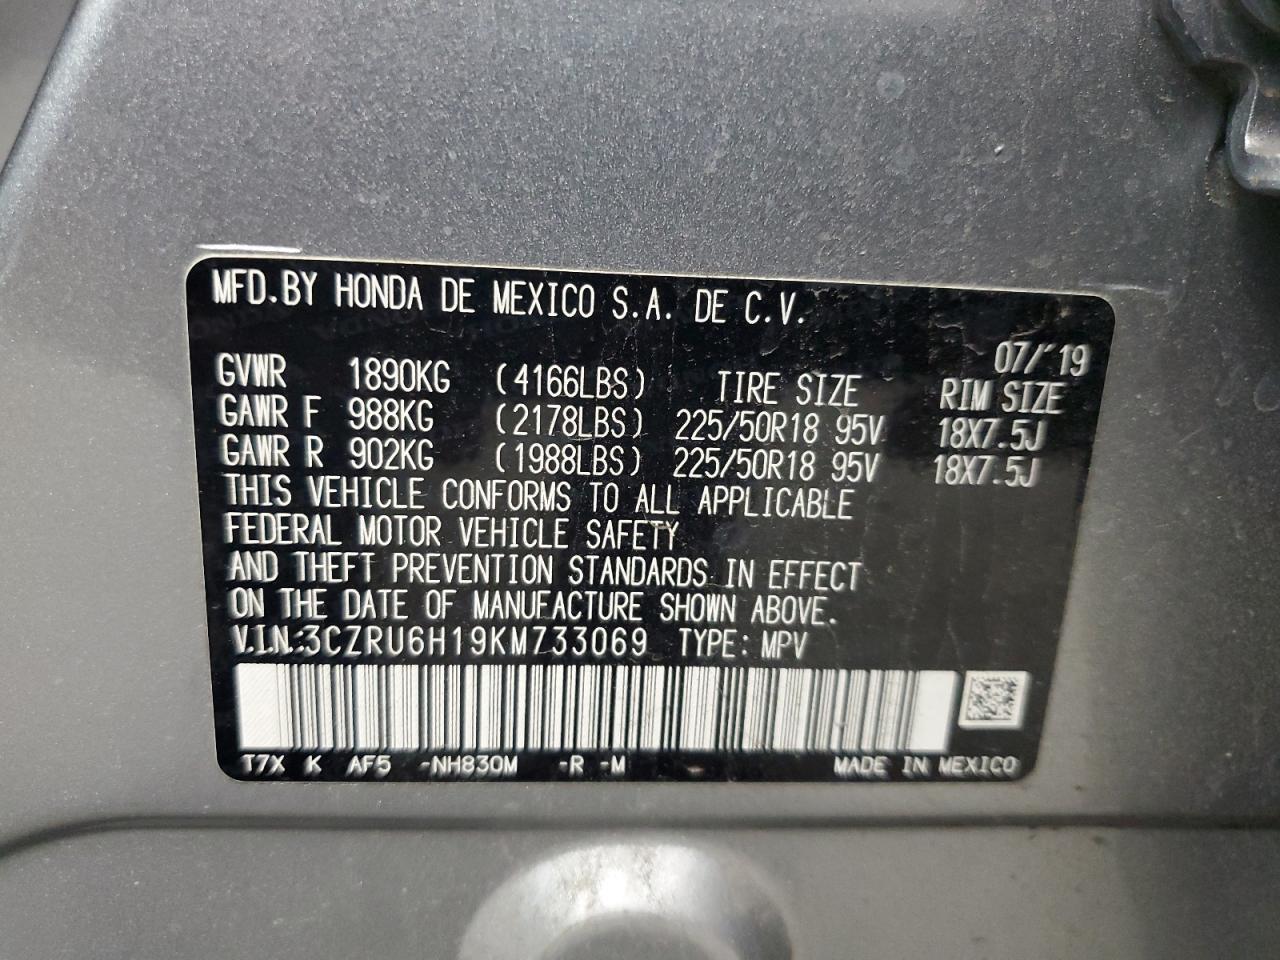 MFD.BY HONDA DE MEXICO S.A. DE C.V.
07/'19
GVWR 1890KG (4166LBS) TIRE SIZE RIM SIZE
GAWR F 988KG (2178LBS) 225/50R18 95V 18X7.5J
GAWR R 902KG (1988LBS) 225/50R18 95V 18X7.5J
THIS VEHICLE CONFORMS TO ALL APPLICABLE
FEDERAL MOTOR VEHICLE SAFETY
AND THEFT PREVENTION STANDARDS IN EFFECT
ON THE DATE OF MANUFACTURE SHOWN ABOVE.
V.I.N.:3CZRU6H19KM733069 TYPE: MPV
T7X K AF5 -NH830M -R -M MADE IN MEXICO